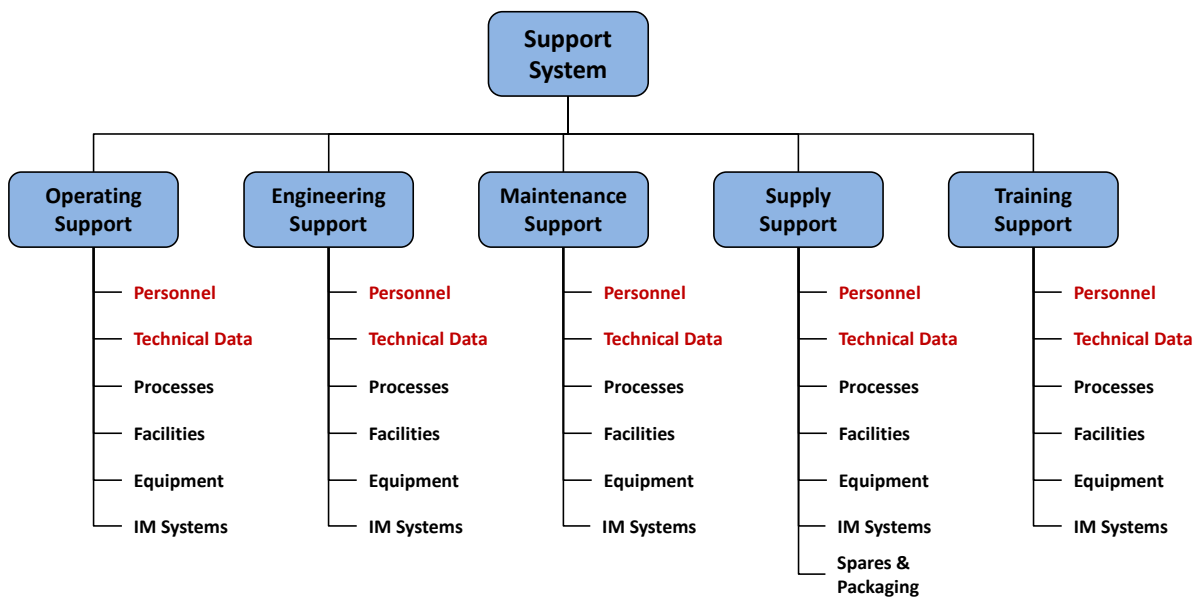 Support
System
Operating
Support
Engineering
Support
Maintenance
Support
Supply
Support
Training
Support
Personnel
Technical Data
Processes
Facilities
Equipment
IM Systems
Personnel
Technical Data
Processes
Facilities
Equipment
IM Systems
Personnel
Technical Data
Processes
Facilities
Equipment
IM Systems
Personnel
Technical Data
Processes
Facilities
Equipment
IM Systems
Spares &
Packaging
Personnel
Technical Data
Processes
Facilities
Equipment
IM Systems